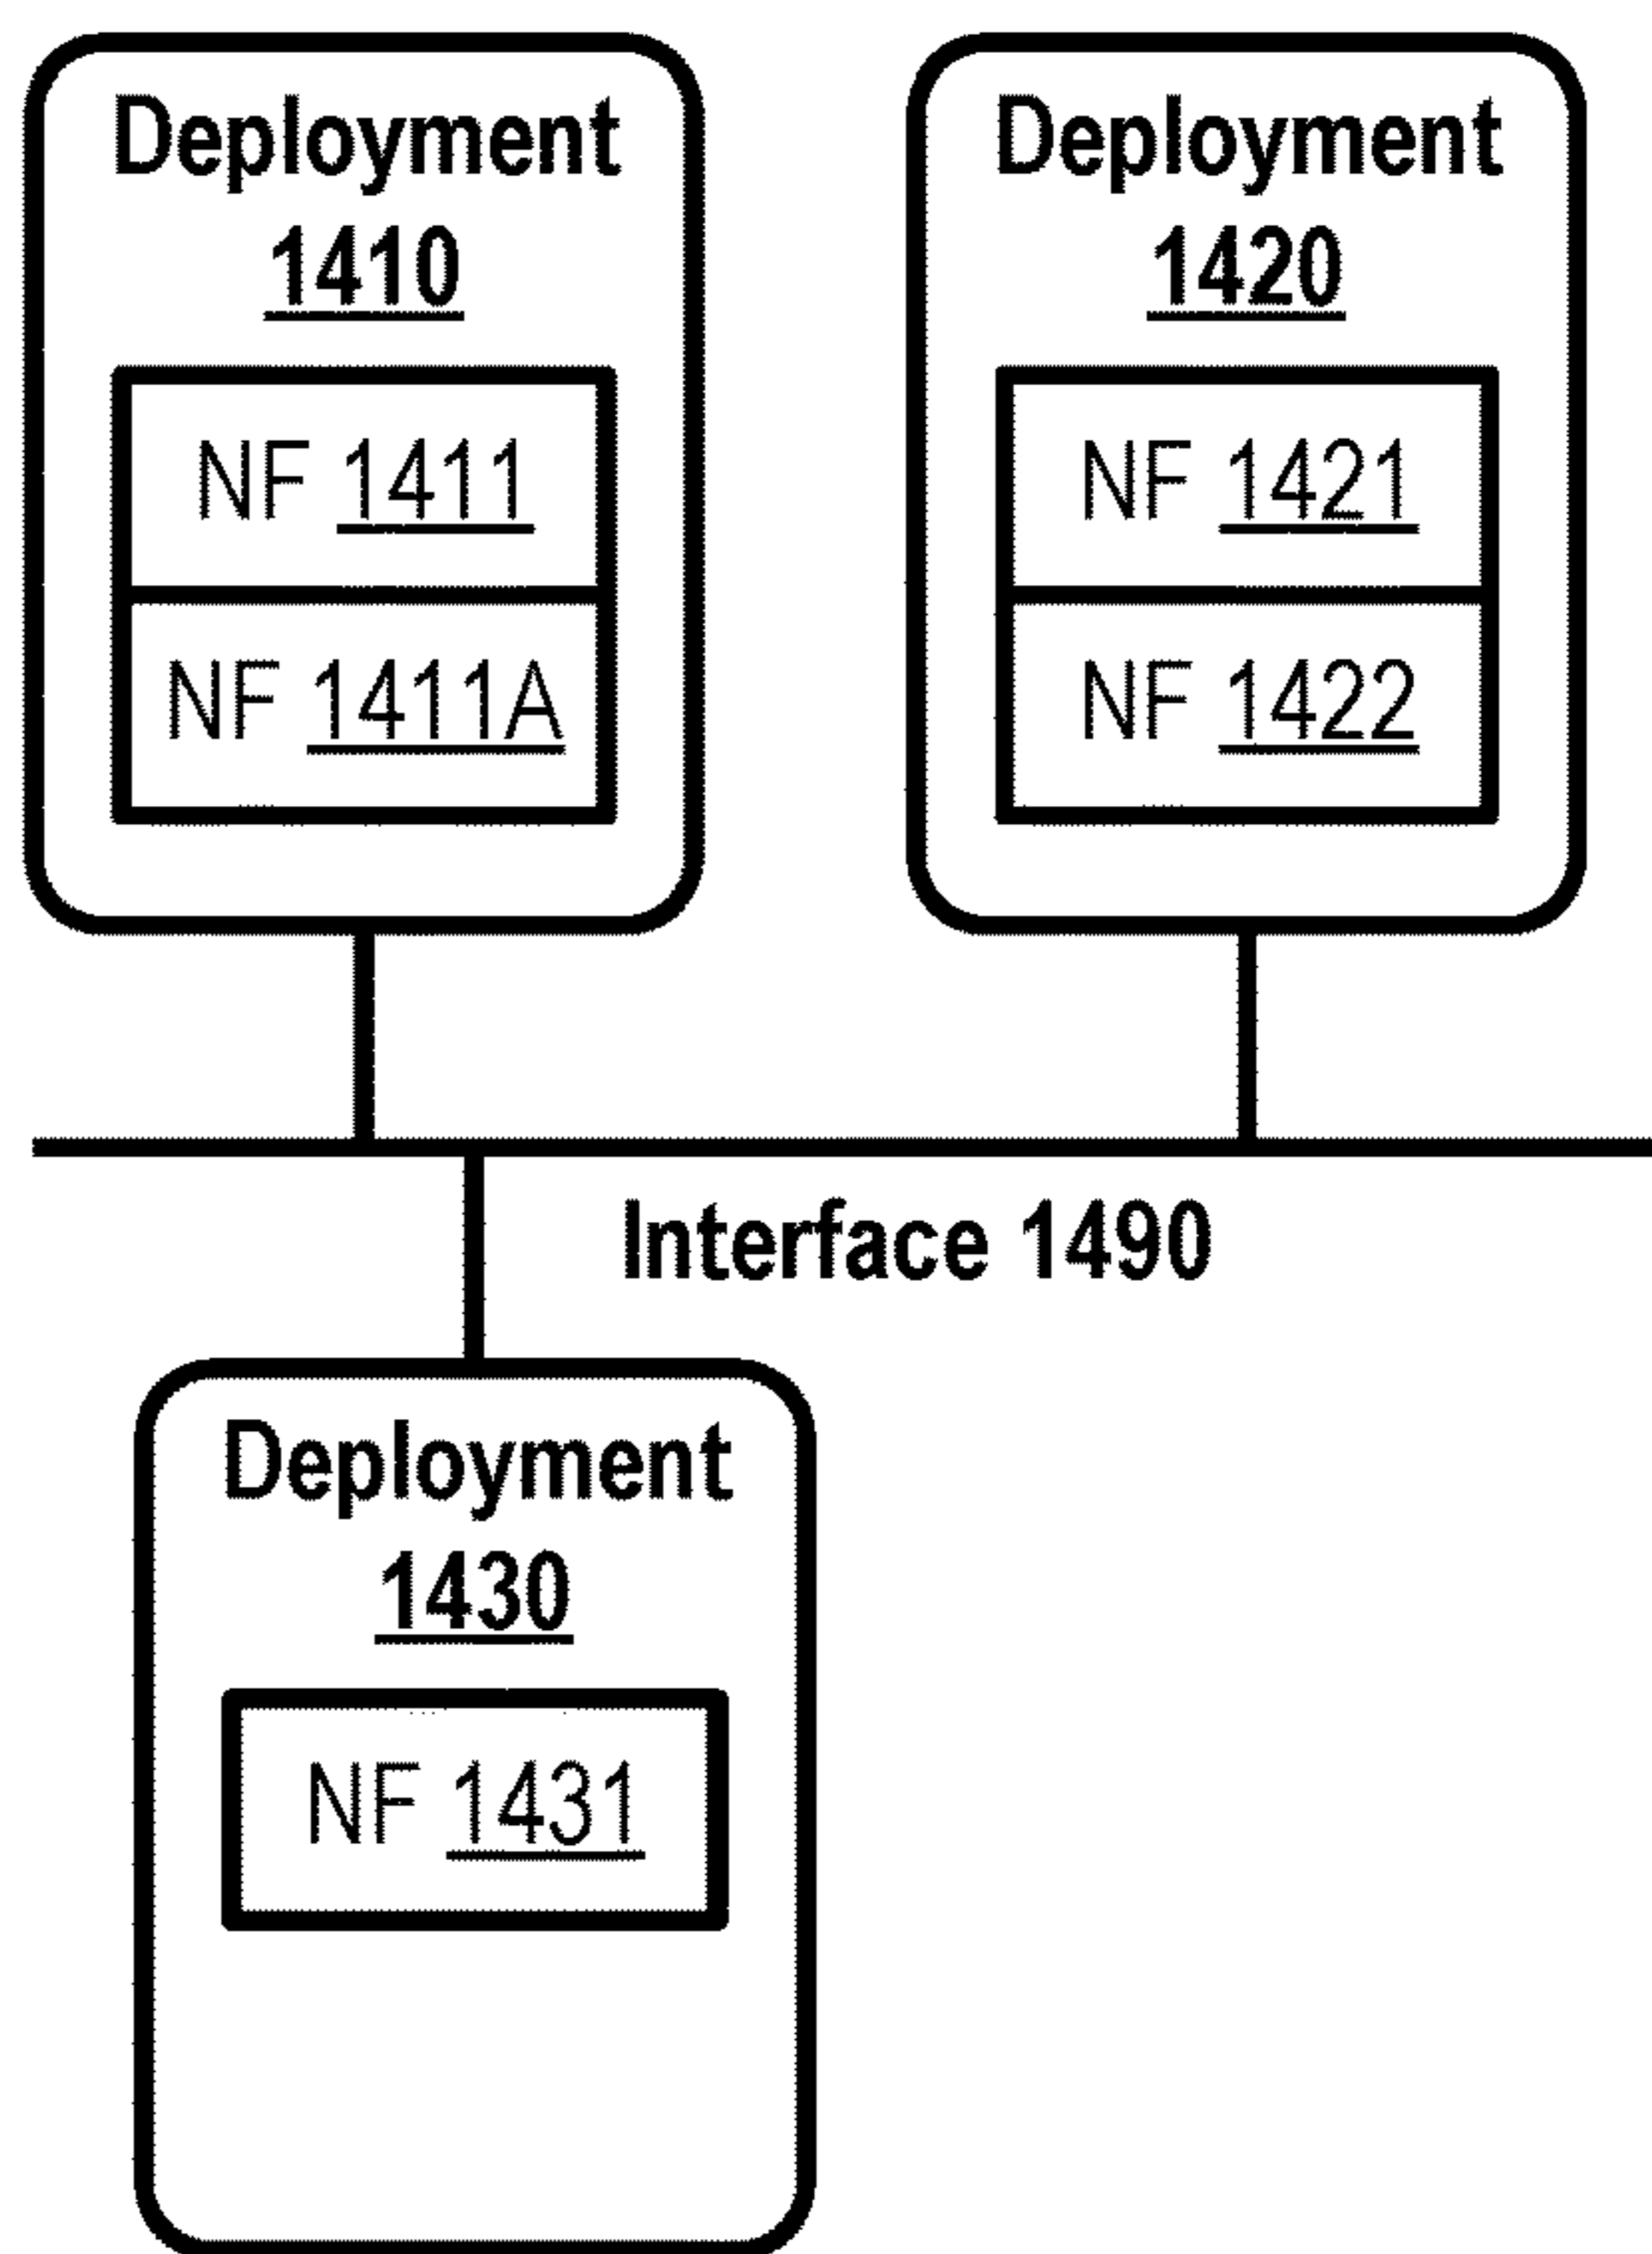 Deployment
1410
NF 1411
NF 1411A
Deployment
1420
NF 1421
NF 1422
Interface 1490
Deployment
1430
NF 1431